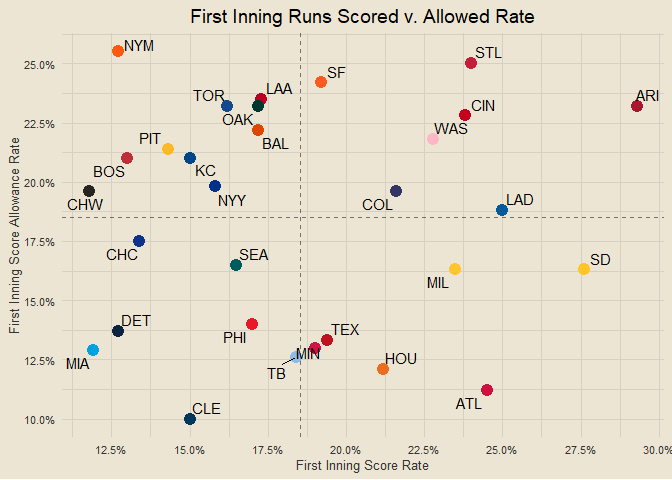 First Inning Runs Scored v. Allowed Rate
First Inning Score Allowance Rate
25.0%
22.5%
20.0%
17.5%
15.0%
12.5%
10.0%
NYM
STL
SF
LAA
TOR
ARI
CIN
OAK
WAS
BAL
PIT
BOS
KC
NYY
CHW
COL
LAD
CHC
SEA
SD
MIL
DET
PHI
TEX
MIN
MIA
TB
HOU
ATL
CLE
12.5%
15.0%
17.5%
20.0%
22.5%
25.0%
27.5%
30.0%
First Inning Score Rate